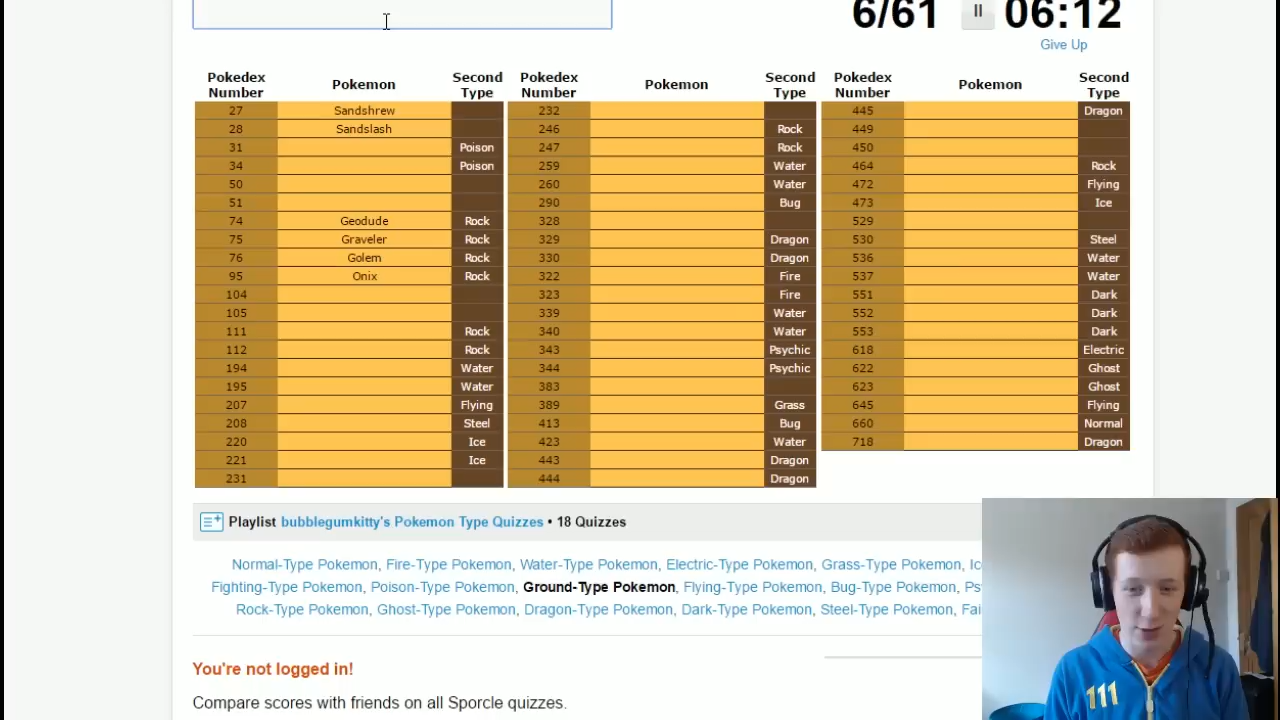 6/61 06:12
Give Up
Pokedex Number Pokemon Second Type Pokedex Number Pokemon Second Type Pokedex Number Pokemon Second Type
27 Sandshrew 232 445 Dragon
28 Sandslash 246 Rock 449
31 Poison 247 Rock 450
34 Poison 259 Water 464 Rock
50 260 Water 472 Flying
51 290 Bug 473 Ice
74 Geodude Rock 328 529
75 Graveler Rock 329 Dragon 530 Steel
76 Golem Rock 330 Dragon 536 Water
95 Onix Rock 322 Fire 537 Water
104 323 Fire 551 Dark
105 339 Water 552 Dark
111 Rock 340 Water 553 Dark
112 Rock 343 Psychic 618 Electric
194 Water 344 Psychic 622 Ghost
195 Water 383 623 Ghost
207 Flying 389 Grass 645 Flying
208 Steel 413 Bug 660 Normal
220 Ice 423 Water 718 Dragon
221 Ice 443 Dragon
231 444 Dragon
Playlist bubblegumkitty's Pokemon Type Quizzes • 18 Quizzes
Normal-Type Pokemon, Fire-Type Pokemon, Water-Type Pokemon, Electric-Type Pokemon, Grass-Type Pokemon, Ic
Fighting-Type Pokemon, Poison-Type Pokemon, Ground-Type Pokemon, Flying-Type Pokemon, Bug-Type Pokemon, Ps
Rock-Type Pokemon, Ghost-Type Pokemon, Dragon-Type Pokemon, Dark-Type Pokemon, Steel-Type Pokemon, Fai
You're not logged in!
Compare scores with friends on all Sporcle quizzes.
111